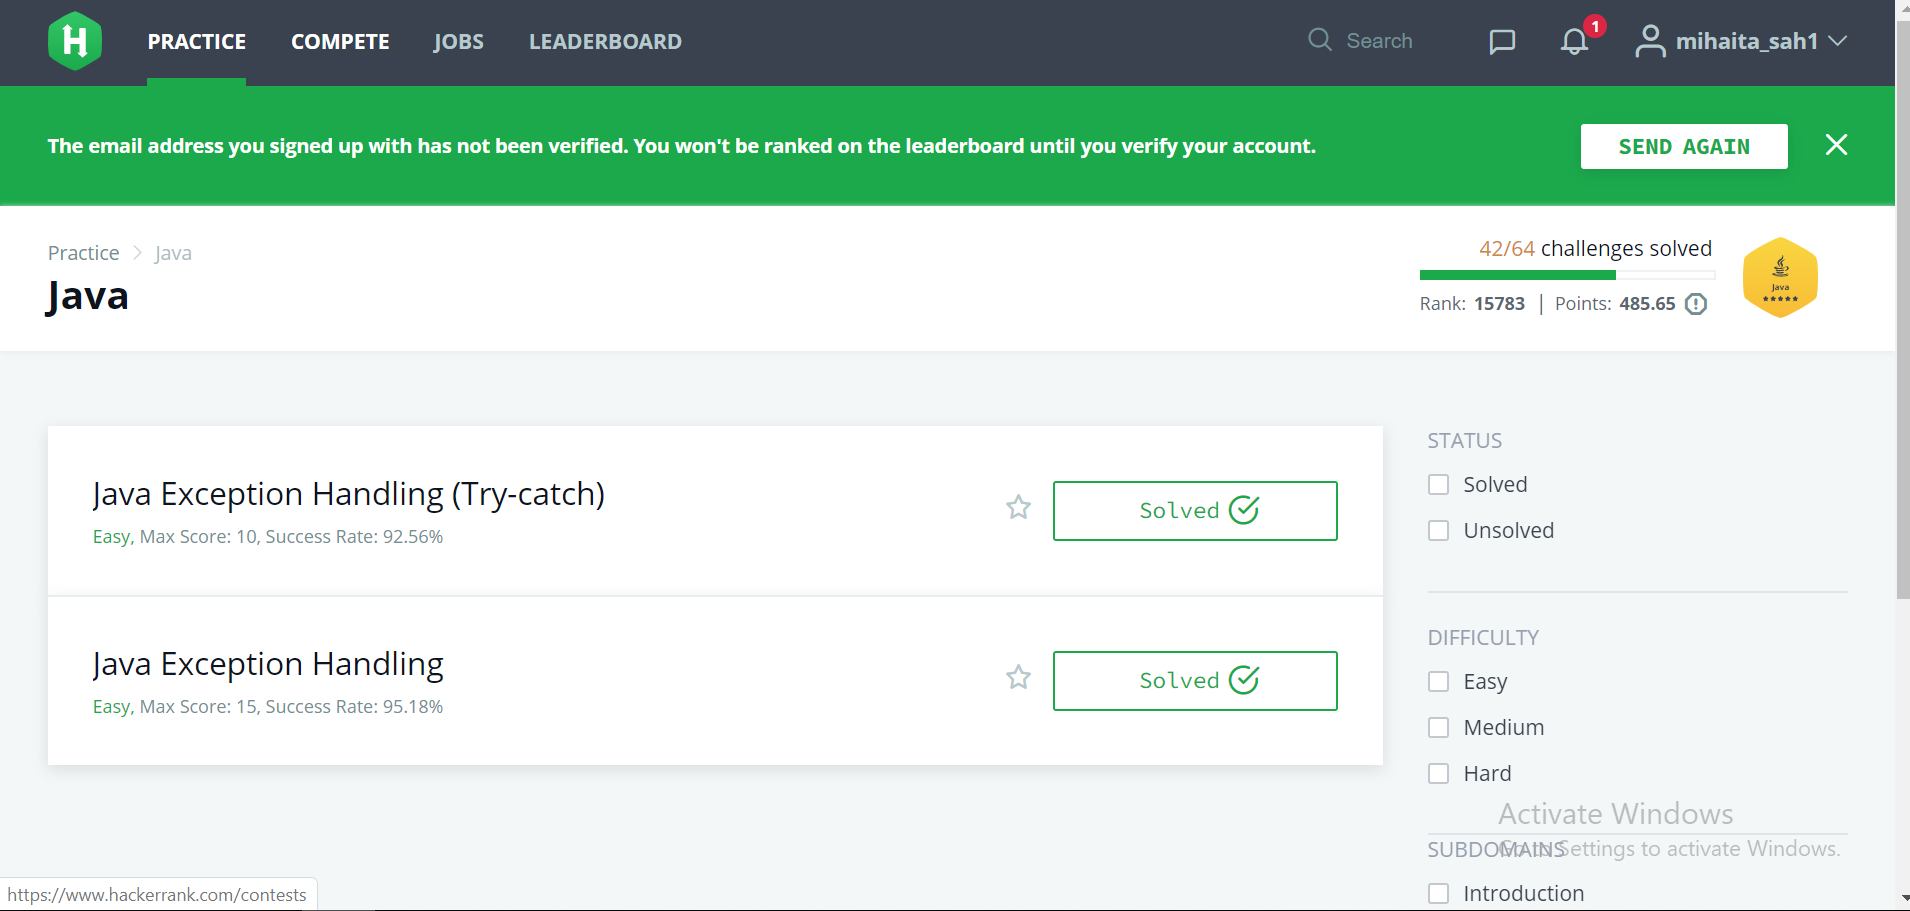 H PRACTICE COMPETE JOBS LEADERBOARD Search 1 mihaita_sah1
The email address you signed up with has not been verified. You won't be ranked on the leaderboard until you verify your account. SEND AGAIN
Practice > Java
Java
42/64 challenges solved
Rank: 15783 | Points: 485.65
Java
Java Exception Handling (Try-catch)
Easy, Max Score: 10, Success Rate: 92.56%
Solved
Java Exception Handling
Easy, Max Score: 15, Success Rate: 95.18%
Solved
STATUS
Solved
Unsolved
DIFFICULTY
Easy
Medium
Hard
Activate Windows
Go to Settings to activate Windows.
SUBDOMAINS
Introduction
https://www.hackerrank.com/contests